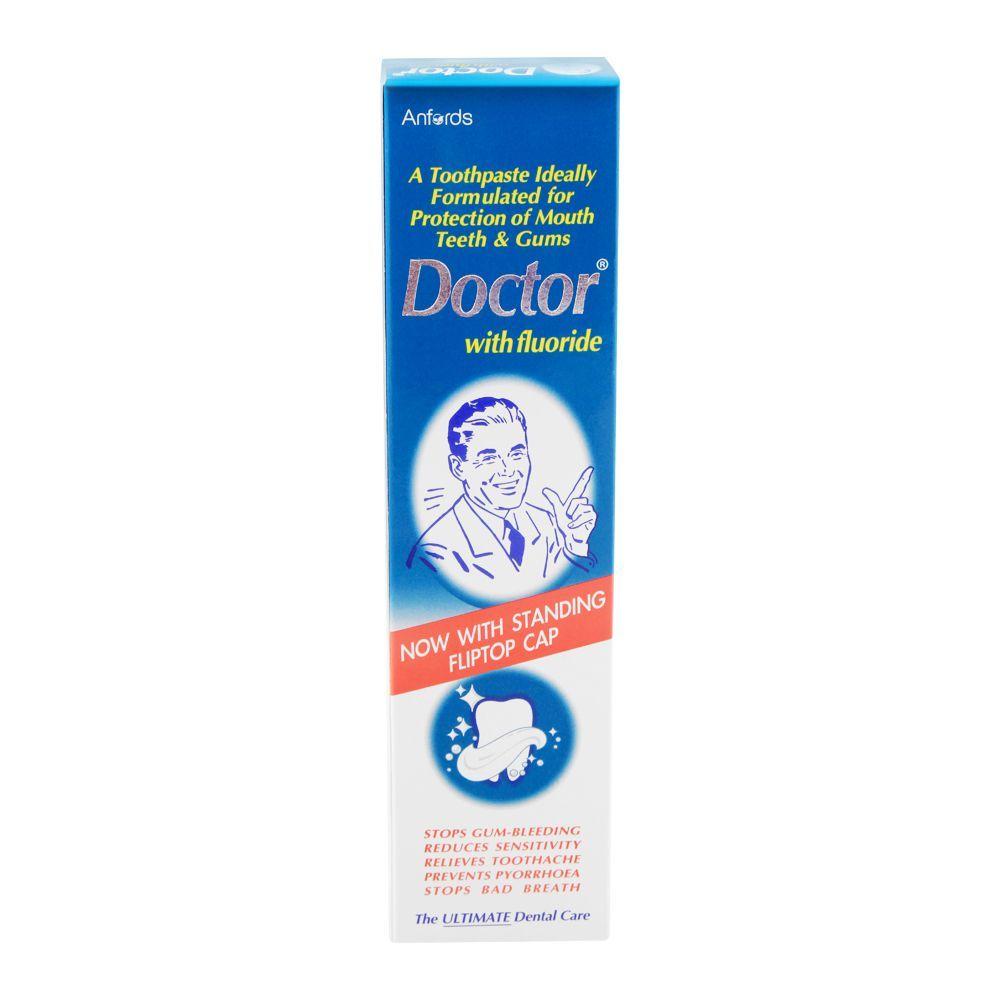 Doctor
Anfords
A Toothpaste Ideally
Formulated for
Protection of Mouth
Teeth & Gums
Doctor®
with fluoride
NOW WITH STANDING
FLIPTOP CAP
STOPS GUM-BLEEDING
REDUCES SENSITIVITY
RELIEVES TOOTHACHE
PREVENTS PYORRHOEA
STOPS BAD BREATH
The ULTIMATE Dental Care